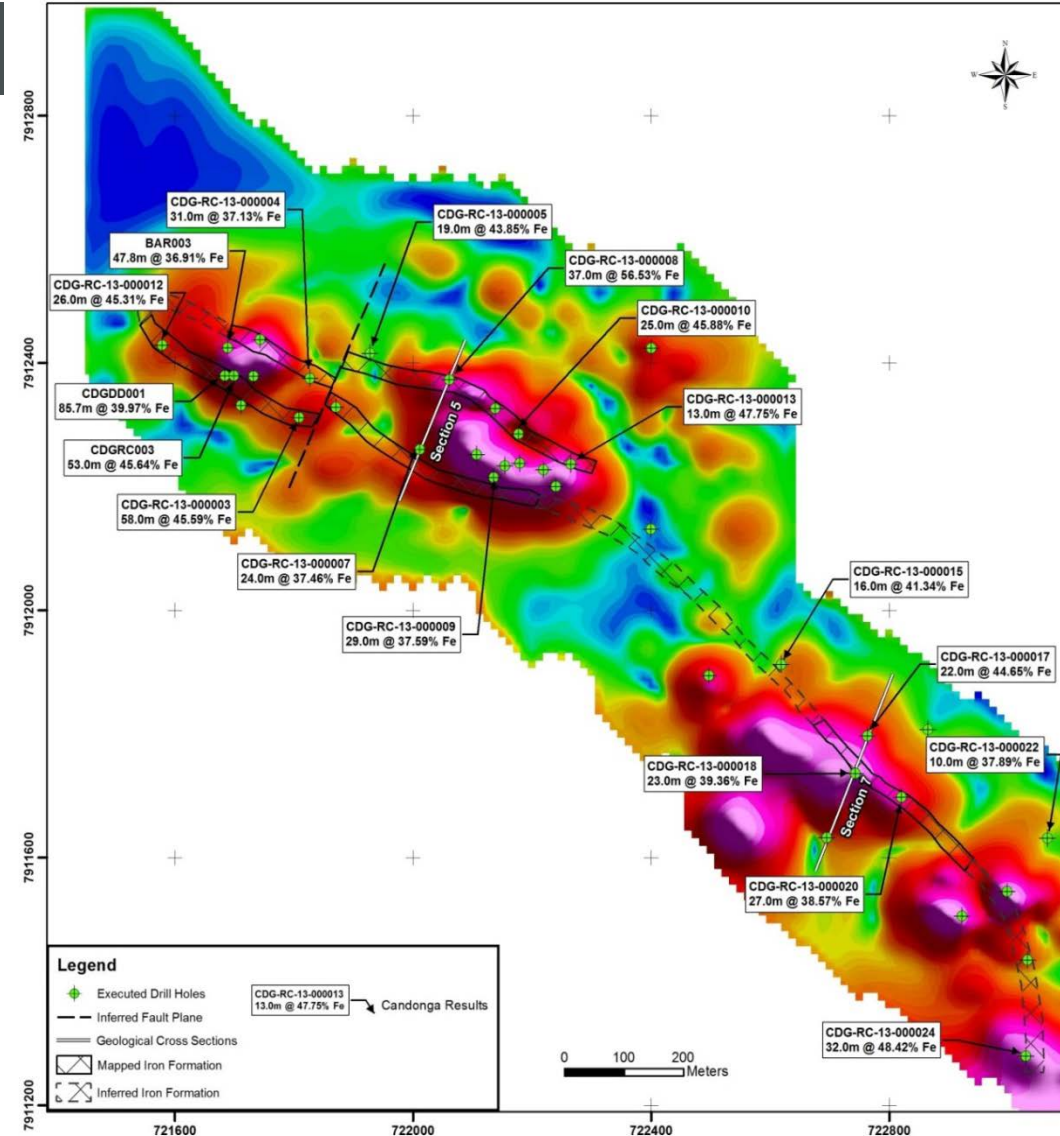 N
W E
S
7912800
7912400
7912000
7911600
7911200
CDG-RC-13-000004
31.0m @ 37.13% Fe
CDG-RC-13-000005
19.0m @ 43.85% Fe
BAR003
47.8m @ 36.91% Fe
CDG-RC-13-000008
37.0m @ 56.53% Fe
CDG-RC-13-000012
26.0m @ 45.31% Fe
CDG-RC-13-000010
25.0m @ 45.88% Fe
CDGDD001
85.7m @ 39.97% Fe
CDG-RC-13-000013
13.0m @ 47.75% Fe
CDGRC003
53.0m @ 45.64% Fe
Section 5
CDG-RC-13-000003
58.0m @ 45.59% Fe
CDG-RC-13-000007
24.0m @ 37.46% Fe
CDG-RC-13-000015
16.0m @ 41.34% Fe
CDG-RC-13-000009
29.0m @ 37.59% Fe
CDG-RC-13-000017
22.0m @ 44.65% Fe
CDG-RC-13-000022
10.0m @ 37.89% Fe
CDG-RC-13-000018
23.0m @ 39.36% Fe
Section 7
CDG-RC-13-000020
27.0m @ 38.57% Fe
CDG-RC-13-000024
32.0m @ 48.42% Fe
Legend
Executed Drill Holes
Inferred Fault Plane
Geological Cross Sections
Mapped Iron Formation
Inferred Iron Formation
CDG-RC-13-000013
13.0m @ 47.75% Fe
Candonga Results
0 100 200
Meters
721600 722000 722400 722800